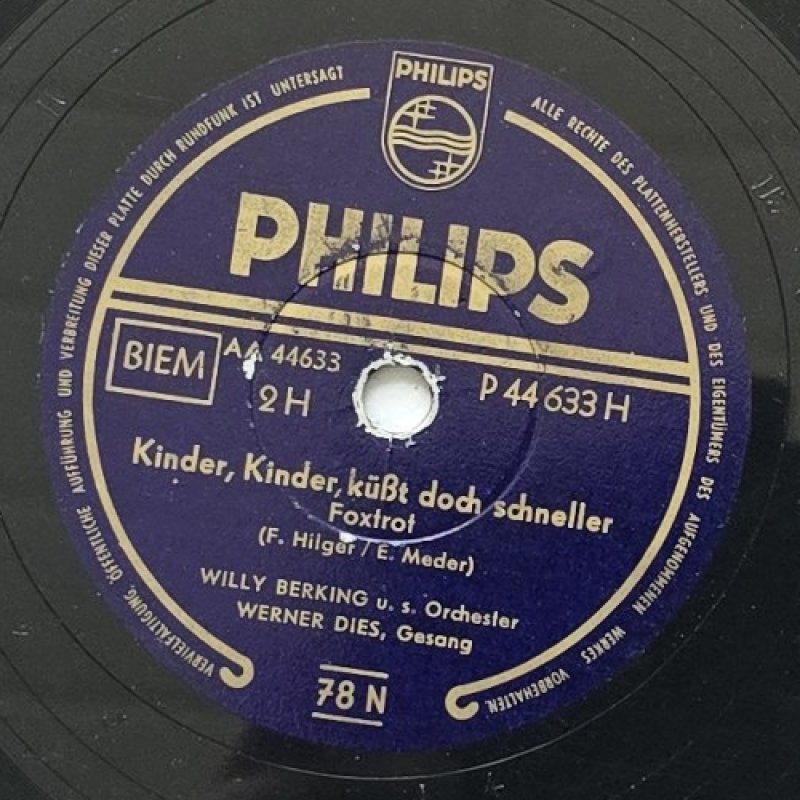 PHILIPS
PHILIPS
BIEM
AA 44633
2 H
P 44 633 H
Kinder, Kinder, küßt doch schneller
Foxtrot
(F. Hilger / E. Meder)
WILLY BERKING u. s. Orchester
WERNER DIES, Gesang
78 N
ALLE RECHTE DES PLATTENHERSTELLERS UND DES EIGENTÜMERS DES AUFGENOMMENEN WERKES VORBEHALTEN.
VERVIELFÄLTIGUNG, ÖFFENTLICHE AUFFÜHRUNG UND VERBREITUNG DIESER PLATTE DURCH RUNDFUNK IST UNTERSAGT